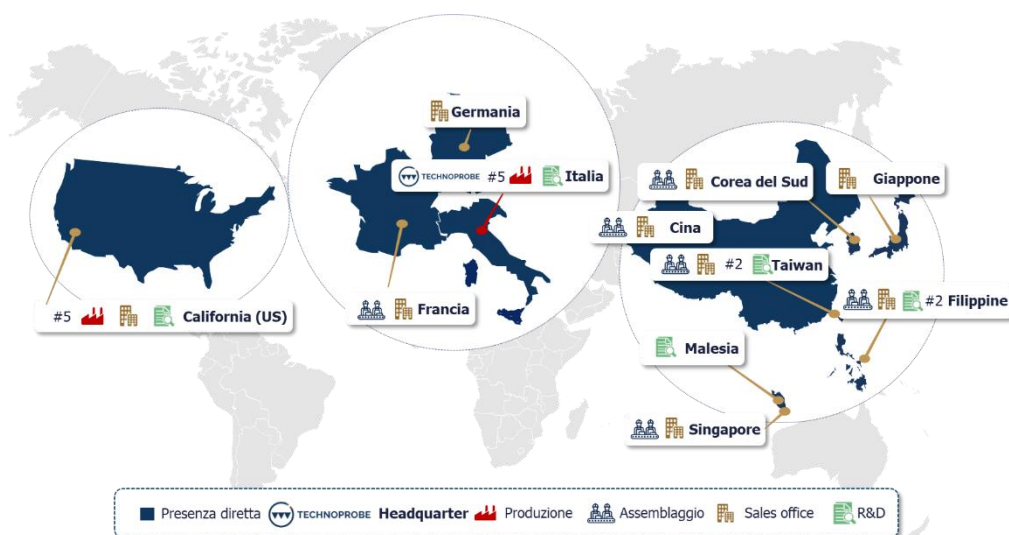 Germania
TECHNOPROBE #5 Italia
Corea del Sud
Giappone
Cina
#2 Taiwan
#2 Filippine
Francia
#5 California (US)
Malesia
Singapore
Presenza diretta TECHNOPROBE Headquarter Produzione Assemblaggio Sales office R&D